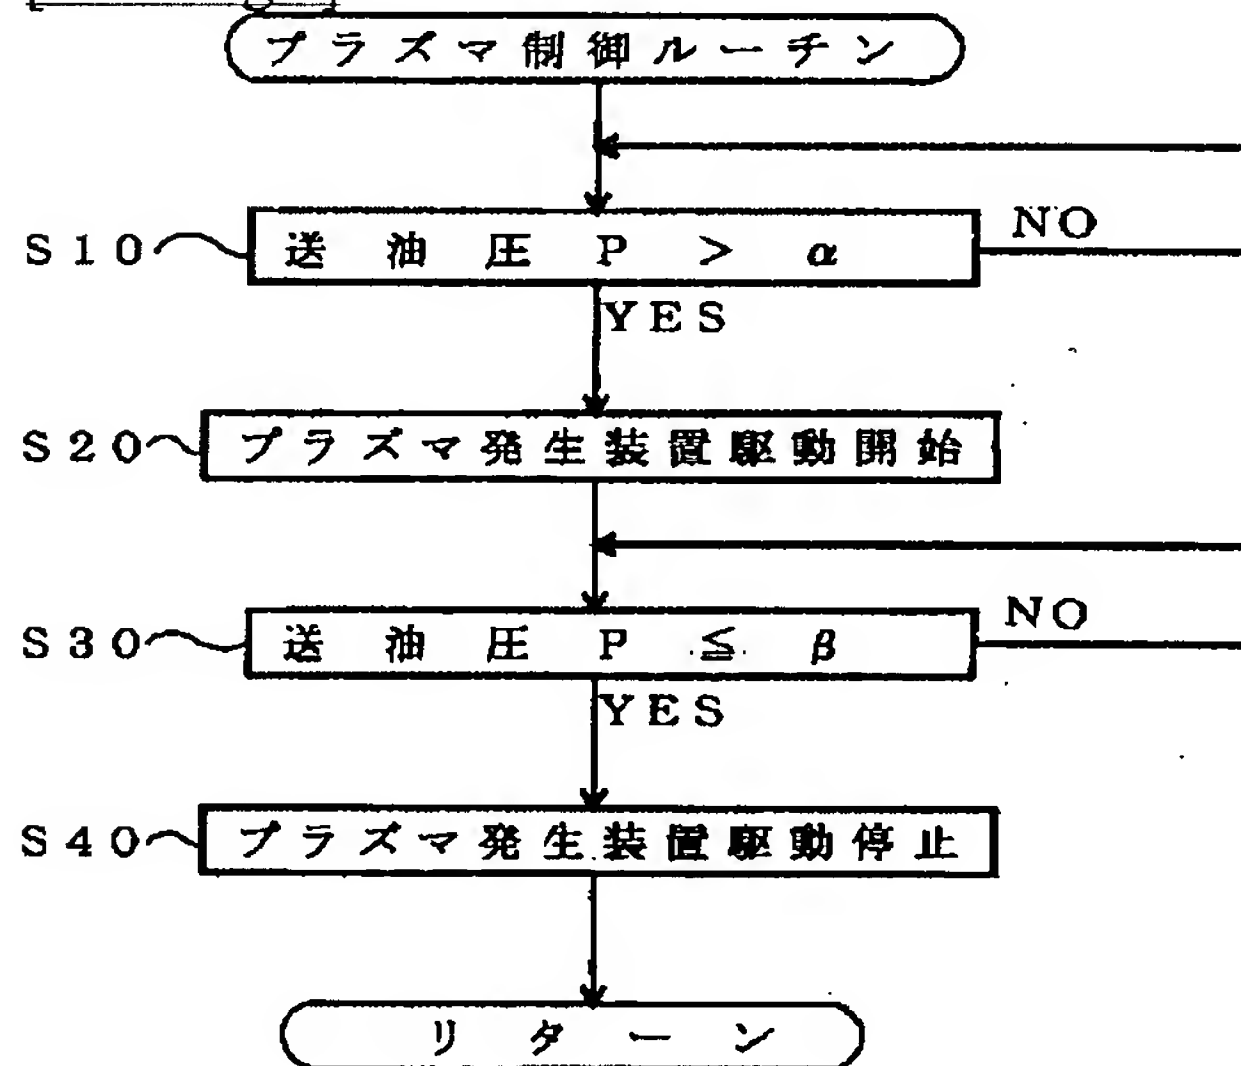 プラズマ制御ルーチン
S10 送油圧P > α NO
YES
S20 プラズマ発生装置駆動開始
S30 送油圧P ≦ β NO
YES
S40 プラズマ発生装置駆動停止
リターン